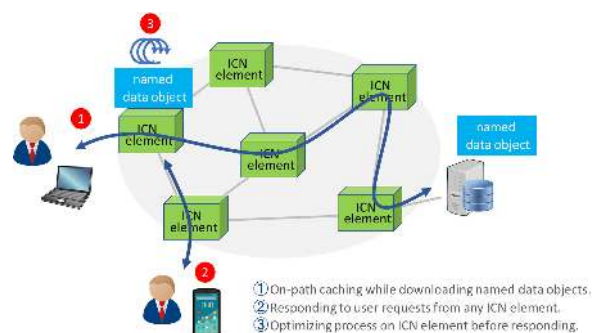 3
ICN
element
named
data object
ICN
element
1
ICN
element
named
data object
ICN
element
ICN
element
ICN
element
2
①On-path caching while downloading named data objects.
②Responding to user requests from any ICN element.
③Optimizing process on ICN element before responding.